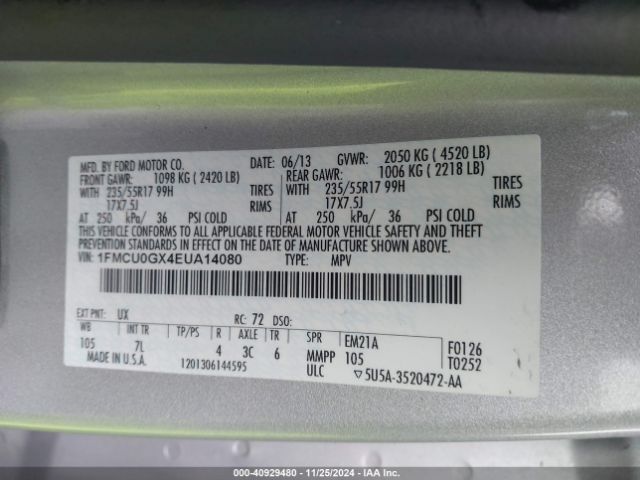 MFD. BY FORD MOTOR CO. DATE: 06/13 GVWR: 2050 KG ( 4520 LB)
FRONT GAWR: 1098 KG ( 2420 LB) REAR GAWR: 1006 KG ( 2218 LB)
WITH 235/55R17 99H TIRES WITH 235/55R17 99H TIRES
17X7.5J RIMS 17X7.5J RIMS
AT 250 kPa/ 36 PSI COLD AT 250 kPa/ 36 PSI COLD
THIS VEHICLE CONFORMS TO ALL APPLICABLE FEDERAL MOTOR VEHICLE SAFETY AND THEFT
PREVENTION STANDARDS IN EFFECT ON THE DATE OF MANUFACTURE SHOWN ABOVE.
VIN: 1FMCU0GX4EUA14080 TYPE: MPV
EXT PNT: UX RC: 72 DSO:
WB INT TR TP/PS R AXLE TR SPR EM21A F0126
105 7L 4 3C 6 MMPP 105 T0252
MADE IN U.S.A. 1201306144595 ULC ▽5U5A-3520472-AA
000-40929480 - 11/25/2024 - IAAI.COM